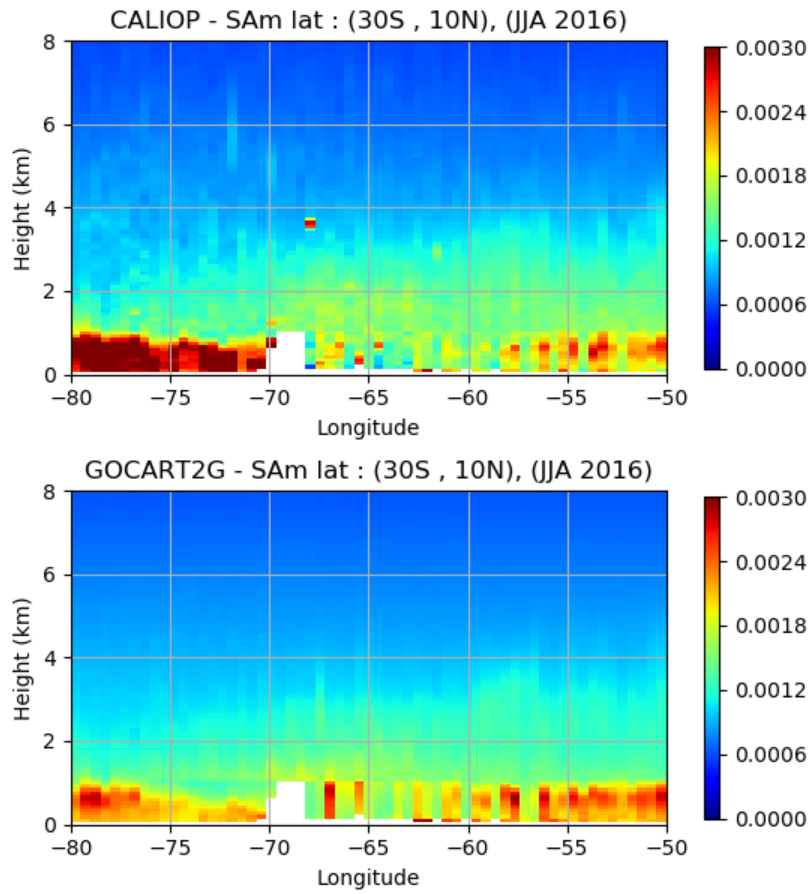 CALIOP - SAm lat : (30S , 10N), (JJA 2016)
8
6
4
2
0
Height (km)
−80 −75 −70 −65 −60 −55 −50
Longitude
0.0030
0.0024
0.0018
0.0012
0.0006
0.0000
GOCART2G - SAm lat : (30S , 10N), (JJA 2016)
8
6
4
2
0
Height (km)
−80 −75 −70 −65 −60 −55 −50
Longitude
0.0030
0.0024
0.0018
0.0012
0.0006
0.0000